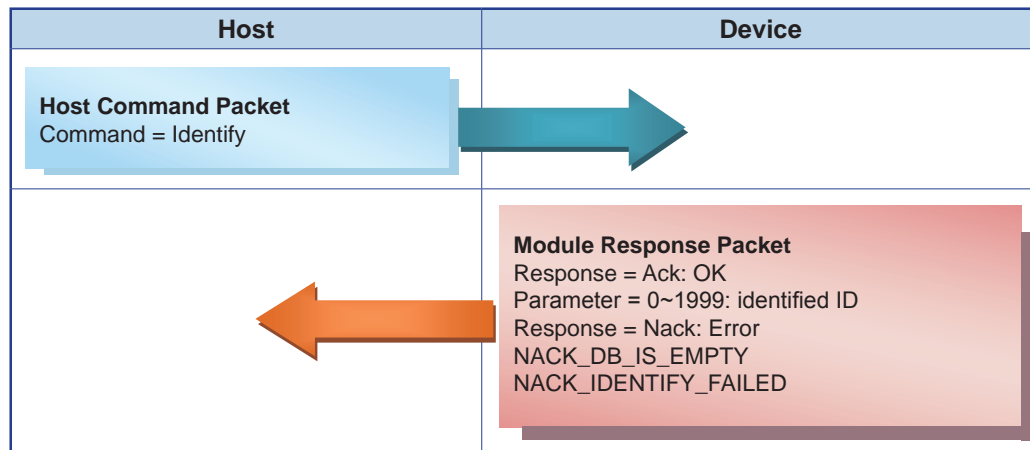 Host
Device
Host Command Packet
Command = Identify
Module Response Packet
Response = Ack: OK
Parameter = 0~1999: identified ID
Response = Nack: Error
NACK_DB_IS_EMPTY
NACK_IDENTIFY_FAILED